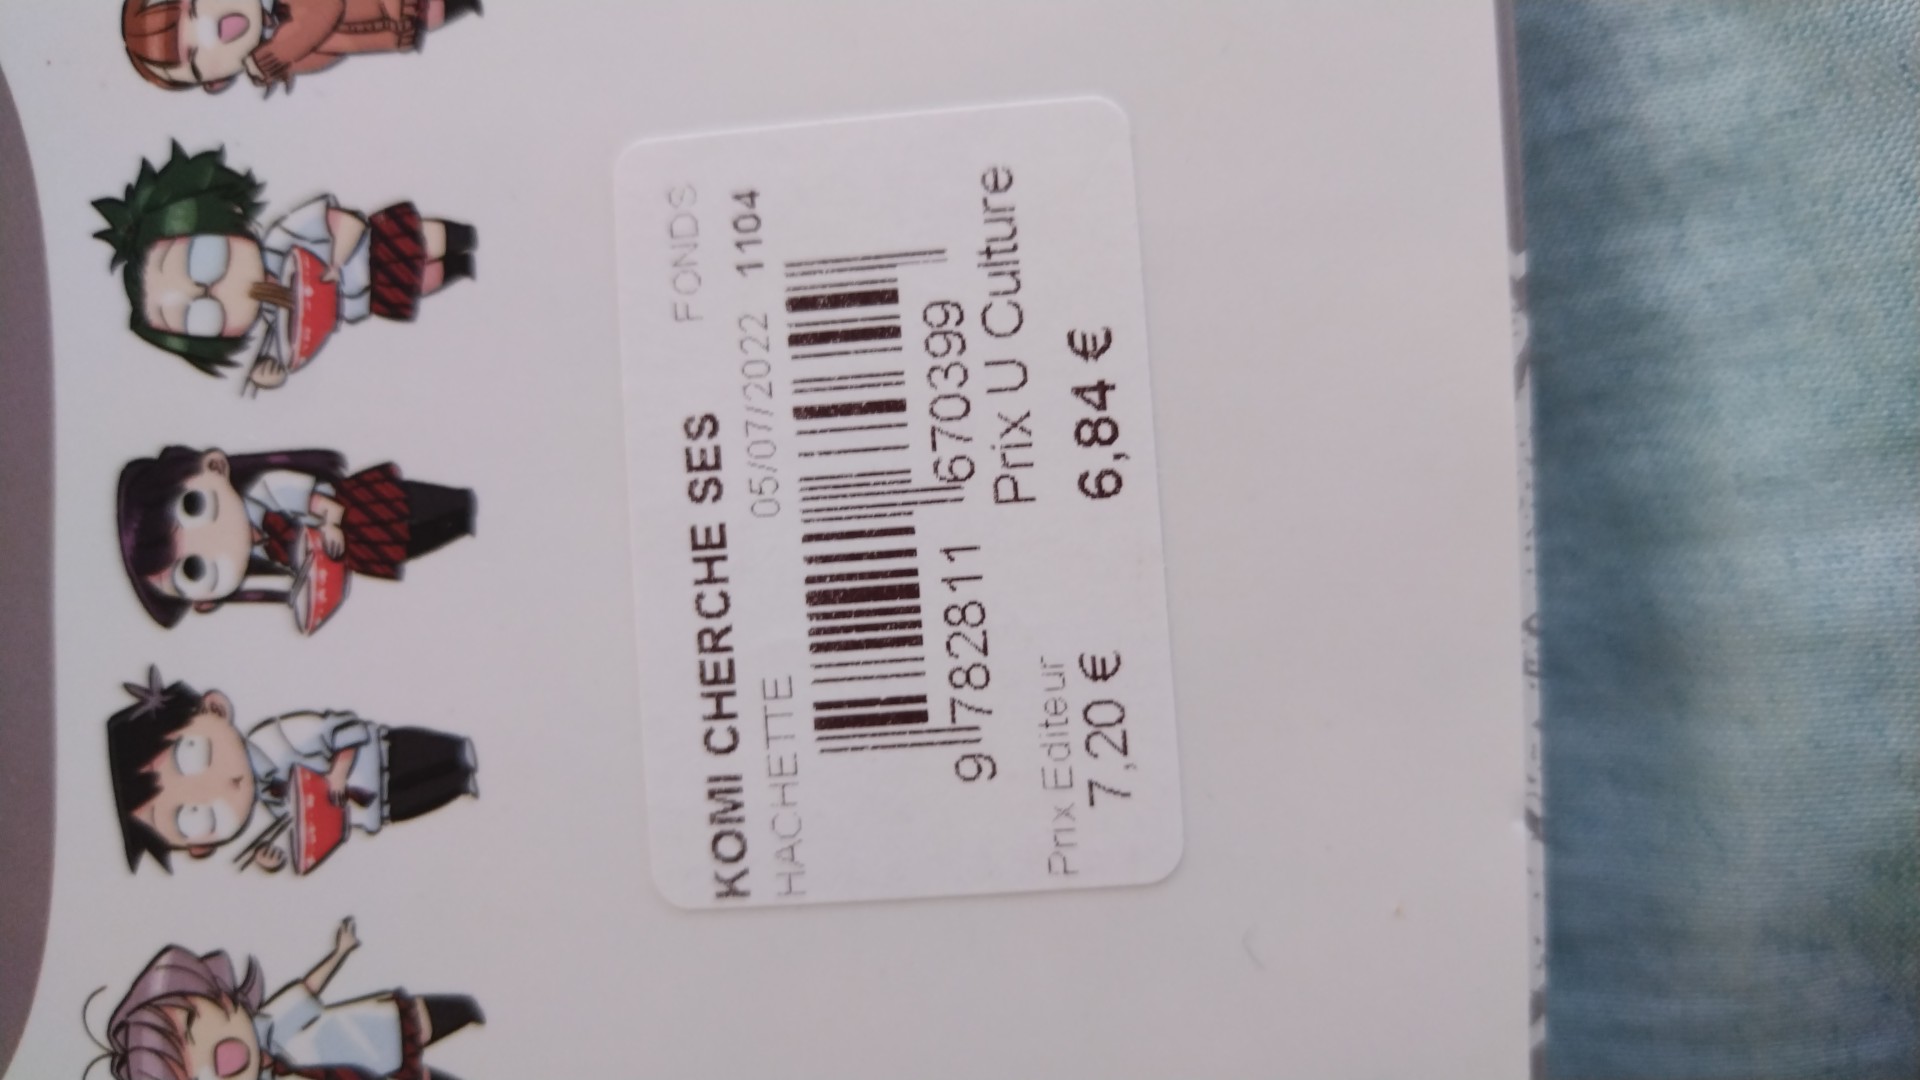 FONDS
KOMI CHERCHE SES
05/07/2022 1104
HACHETTE
9 782811 670399
Prix U Culture
Prix Editeur
6,84 €
7,20 €